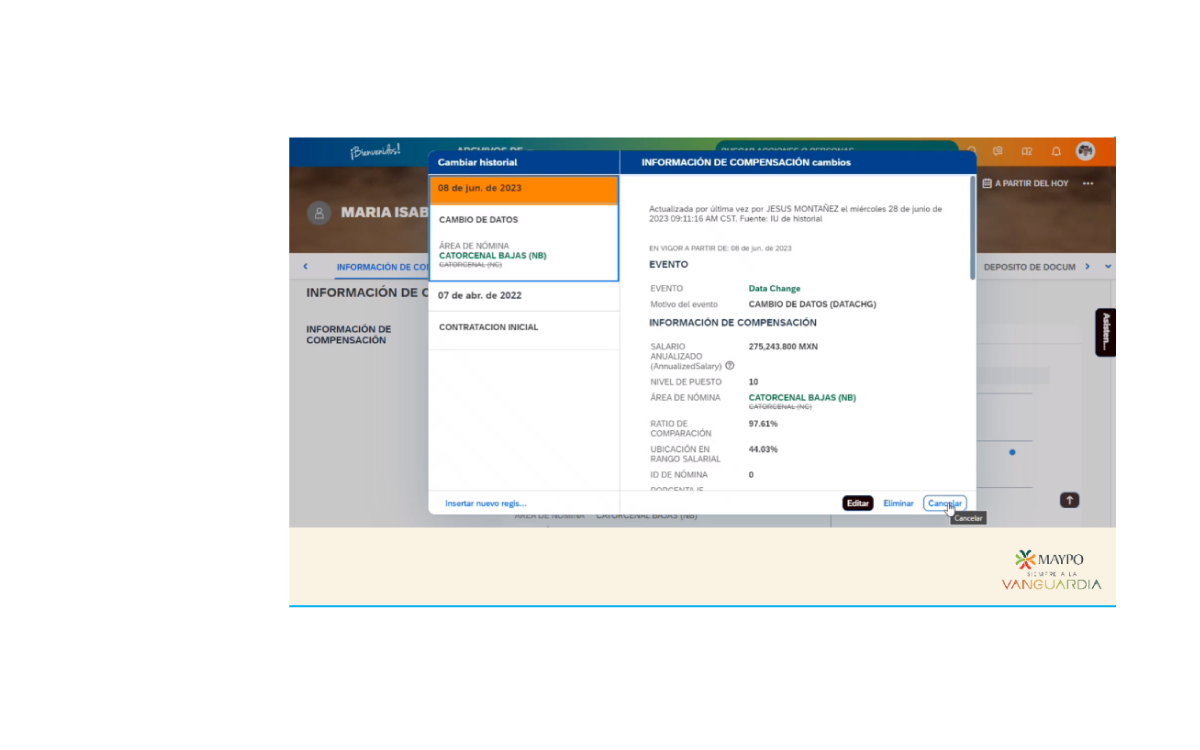 ¡Bienvenidos!
ARCHIVOS DE
BUSCAR ACCIONES O PERSONAS
A PARTIR DEL HOY
MARIA ISAB
INFORMACIÓN DE CO
DEPOSITO DE DOCUM
INFORMACIÓN DE C
INFORMACIÓN DE
COMPENSACIÓN
Asisten...
Cambiar historial
08 de jun. de 2023
CAMBIO DE DATOS
ÁREA DE NÓMINA
CATORCENAL BAJAS (NB)
CATORCENAL (NC)
07 de abr. de 2022
CONTRATACION INICIAL
Insertar nuevo regis...
INFORMACIÓN DE COMPENSACIÓN cambios
Actualizada por última vez por JESUS MONTAÑEZ el miércoles 28 de junio de
2023 09:11:16 AM CST. Fuente: IU de historial
EN VIGOR A PARTIR DE: 08 de jun. de 2023
EVENTO
EVENTO Data Change
Motivo del evento CAMBIO DE DATOS (DATACHG)
INFORMACIÓN DE COMPENSACIÓN
SALARIO 275,243.800 MXN
ANUALIZADO
(AnnualizedSalary)
NIVEL DE PUESTO 10
ÁREA DE NÓMINA CATORCENAL BAJAS (NB)
CATORCENAL (NC)
RATIO DE 97.61%
COMPARACIÓN
UBICACIÓN EN 44.03%
RANGO SALARIAL
ID DE NÓMINA 0
PORCENTAJE
Editar Eliminar Cancelar
Cancelar
ÁREA DE NÓMINA CATORCENAL BAJAS (NB)
MAYPO
SIEMPRE A LA
VANGUARDIA